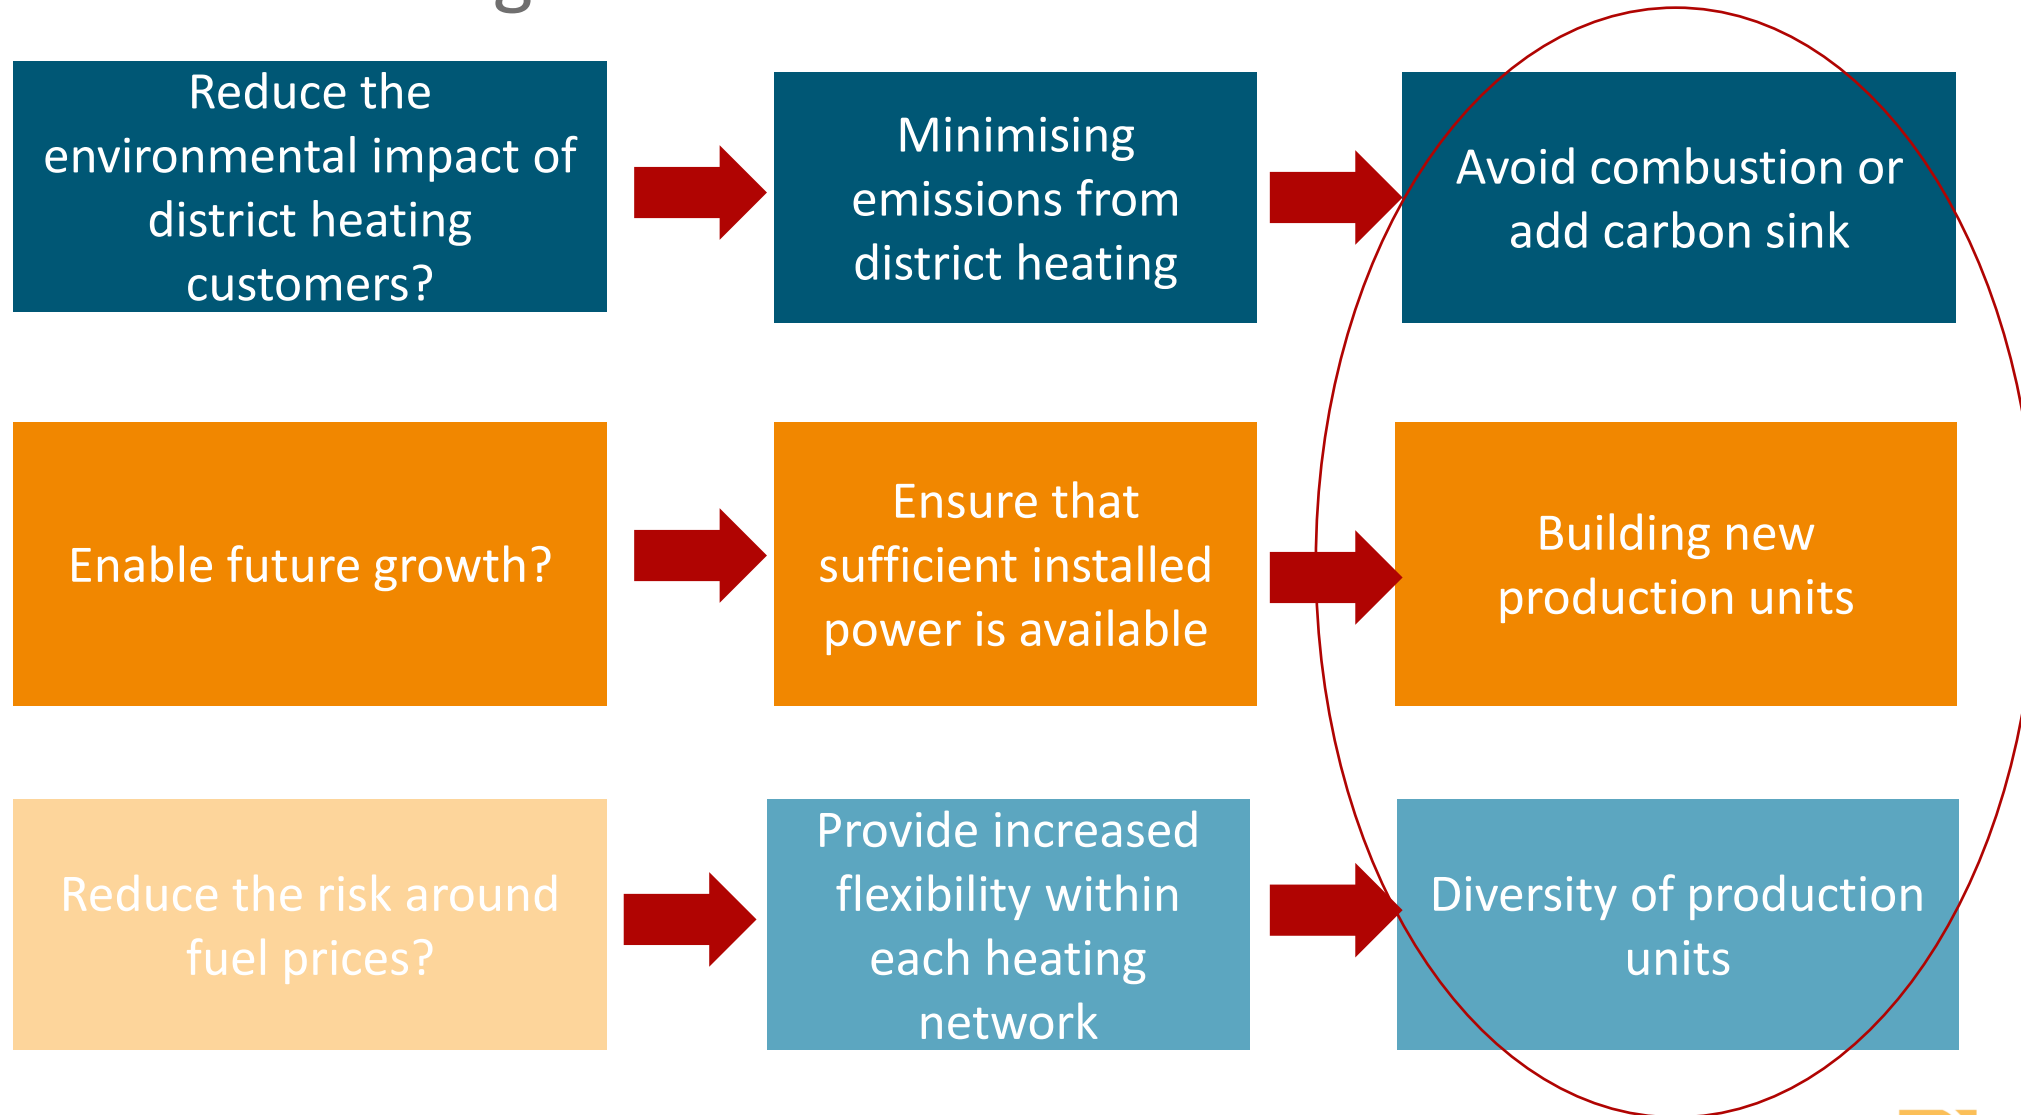 Reduce the
environmental impact of
district heating
customers?
Minimising
emissions from
district heating
Avoid combustion or
add carbon sink
Enable future growth?
Ensure that
sufficient installed
power is available
Building new
production units
Reduce the risk around
fuel prices?
Provide increased
flexibility within
each heating
network
Diversity of production
units